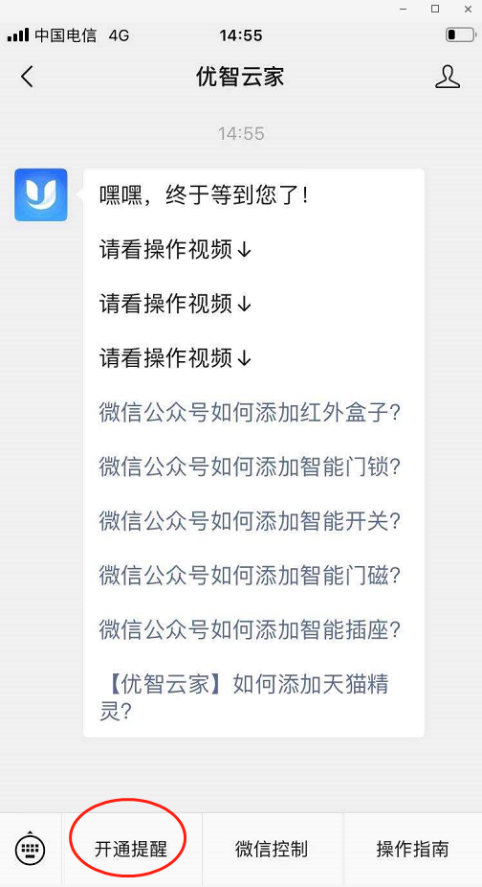 中国电信 4G 14:55
优智云家
14:55
嘿嘿，终于等到您了！
请看操作视频↓
请看操作视频↓
请看操作视频↓
微信公众号如何添加红外盒子？
微信公众号如何添加智能门锁？
微信公众号如何添加智能开关？
微信公众号如何添加智能门磁？
微信公众号如何添加智能插座？
【优智云家】如何添加天猫精
灵？
开通提醒 微信控制 操作指南